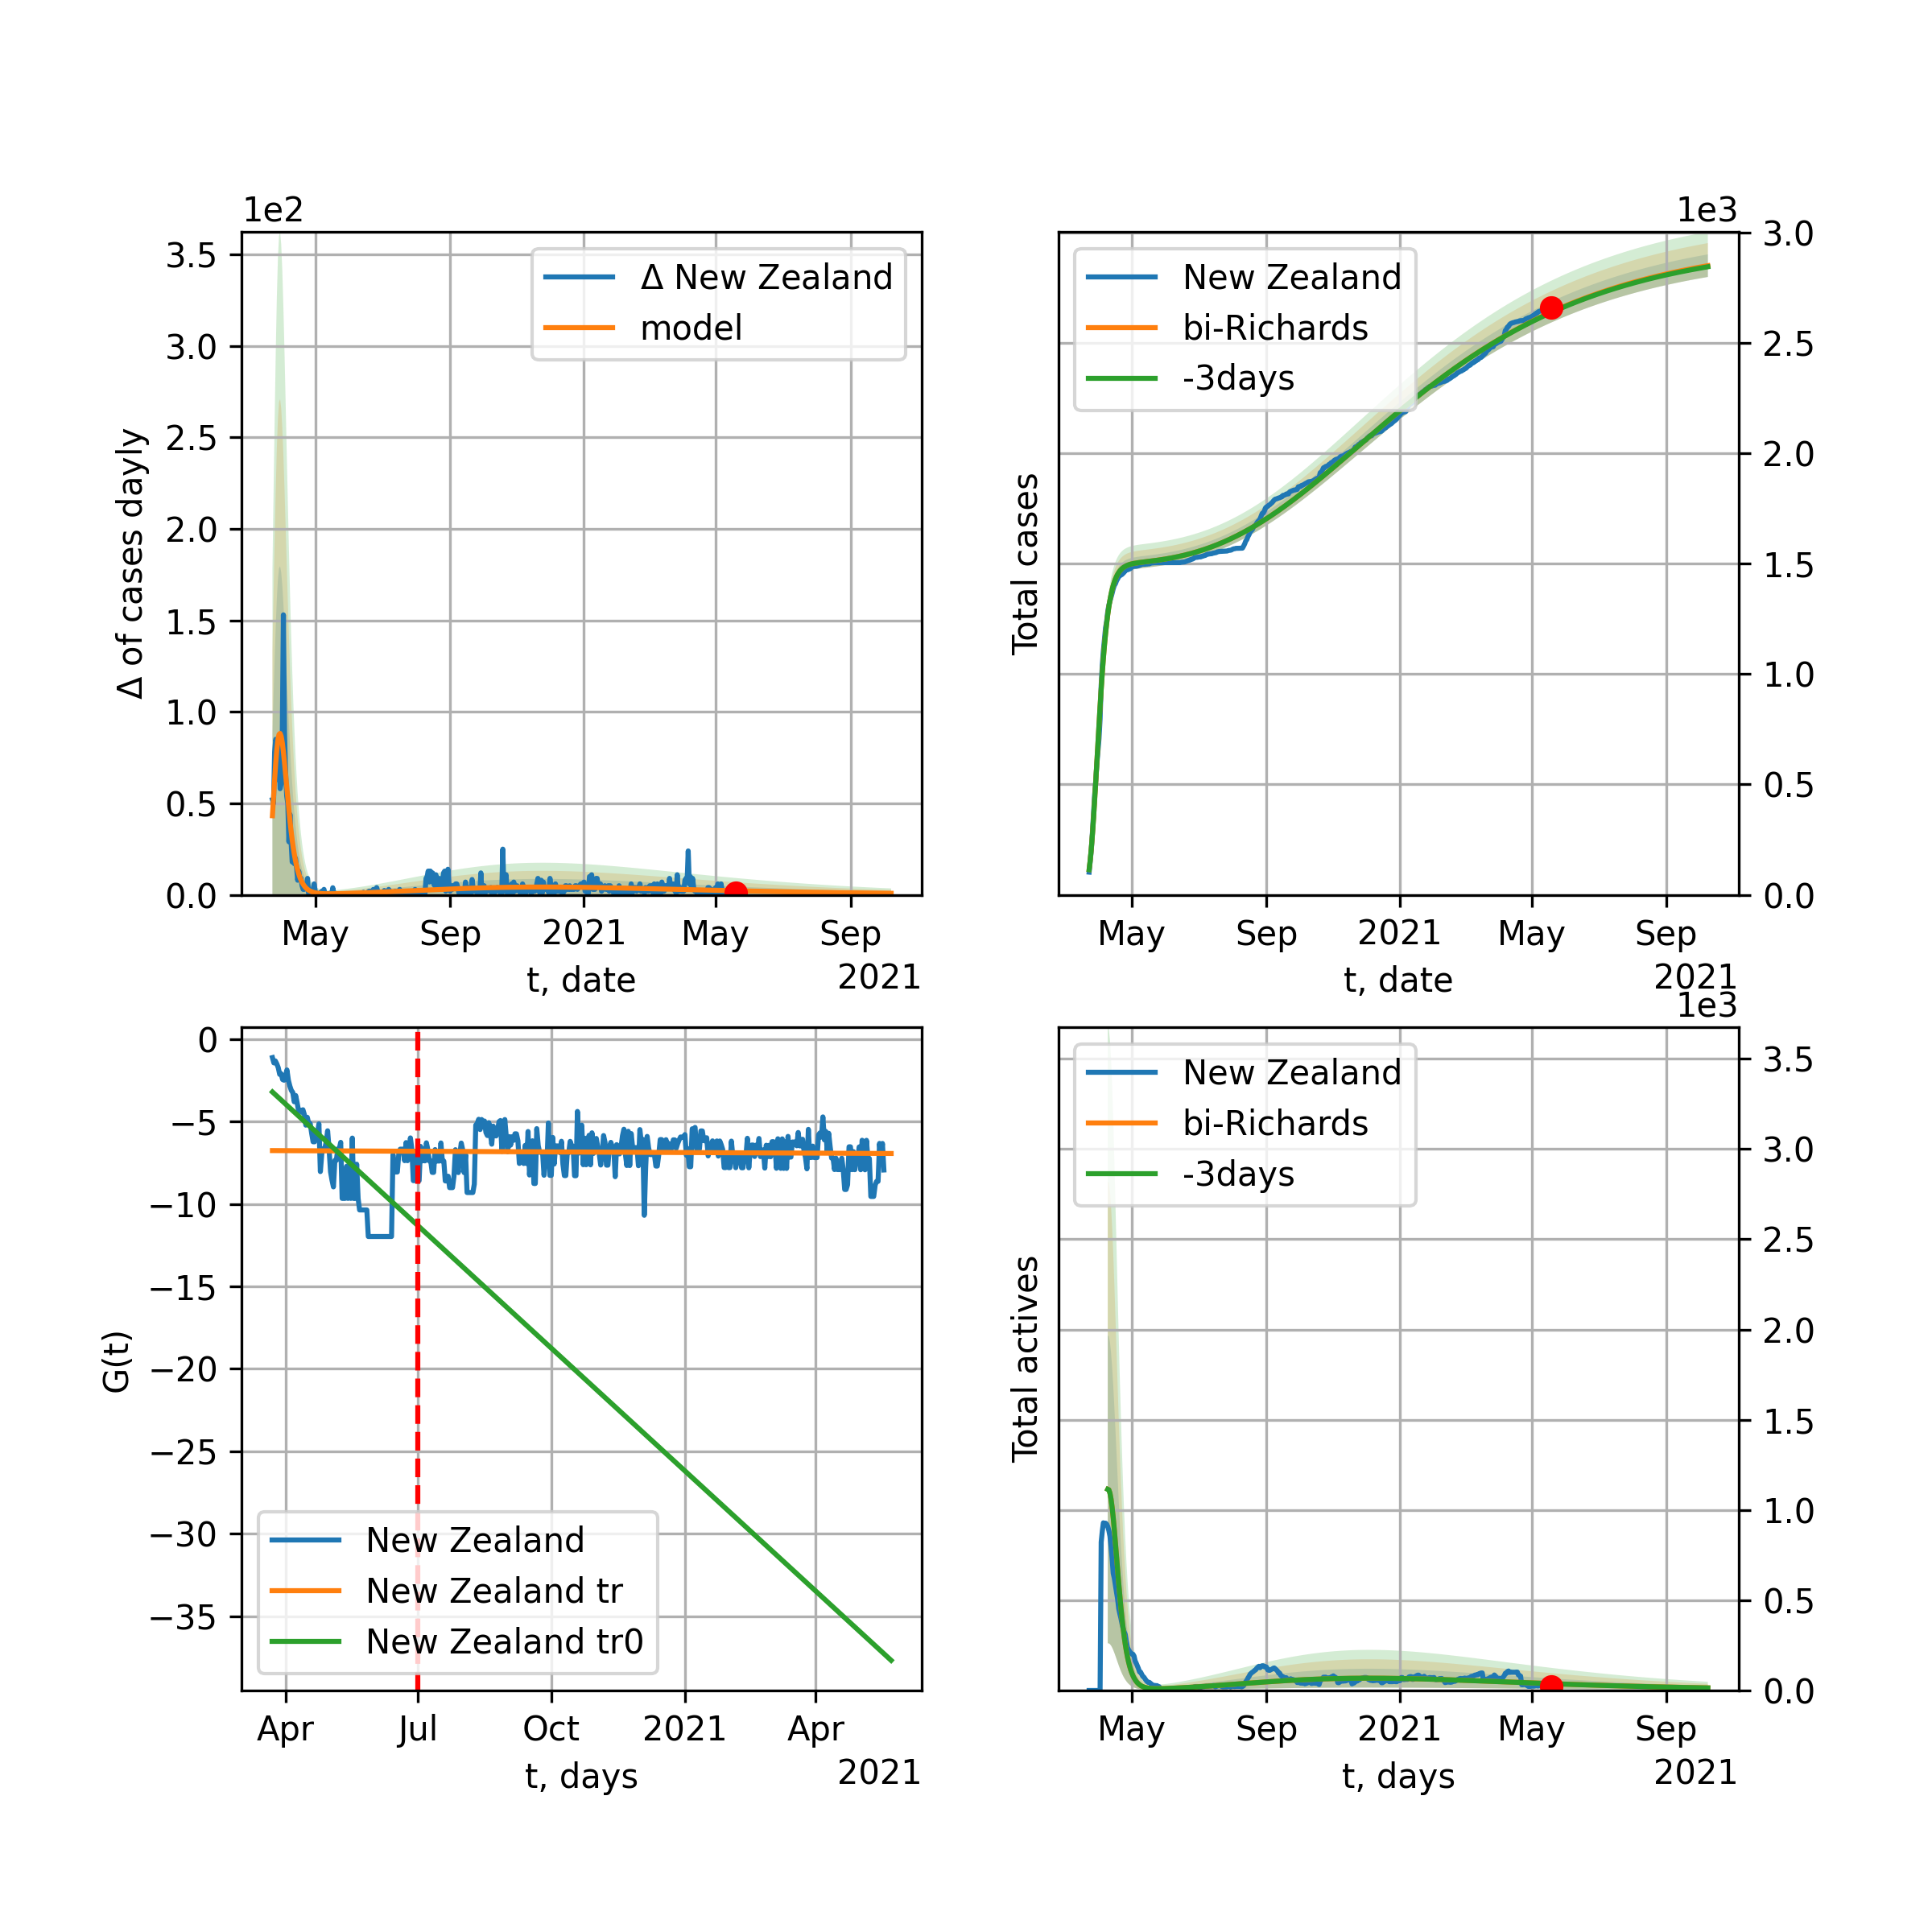 1e2
3.5
3.0
2.5
2.0
1.5
1.0
0.5
0.0
Δ of cases dayly
Δ New Zealand
model
May Sep 2021 May Sep
t, date
2021
1e3
3.0
2.5
2.0
1.5
1.0
0.5
0.0
Total cases
New Zealand
bi-Richards
-3days
May Sep 2021 May Sep
t, date
2021
0
−5
−10
−15
−20
−25
−30
−35
G(t)
New Zealand
New Zealand tr
New Zealand tr0
Apr Jul Oct 2021 Apr
t, days
2021
1e3
3.5
3.0
2.5
2.0
1.5
1.0
0.5
0.0
Total actives
New Zealand
bi-Richards
-3days
May Sep 2021 May Sep
t, days
2021